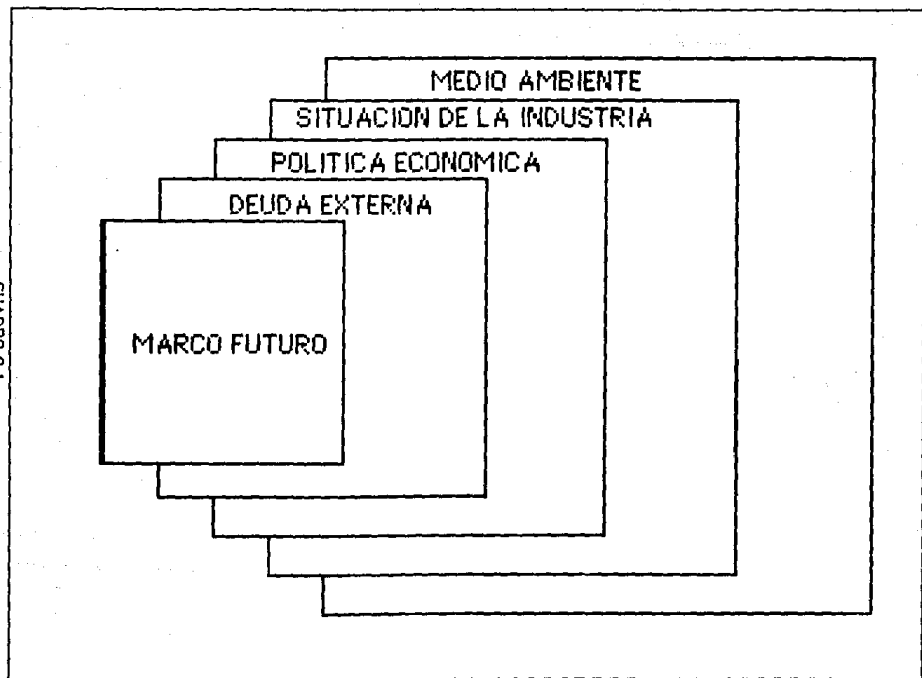 MEDIO AMBIENTE
SITUACION DE LA INDUSTRIA
POLITICA ECONOMICA
DEUDA EXTERNA
MARCO FUTURO